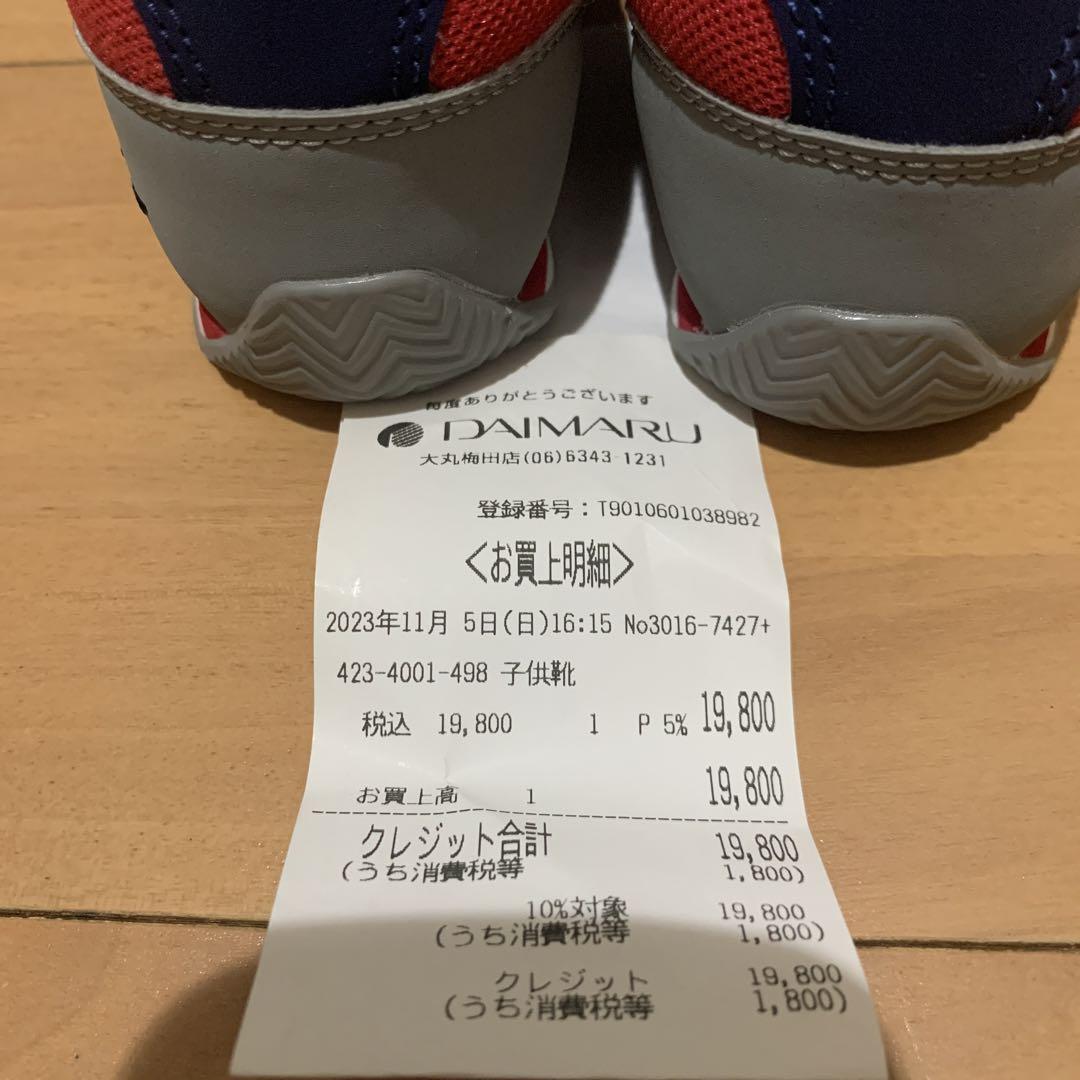 毎度ありがとうございます
DAIMARU
大丸梅田店(06)6343-1231
登録番号：T9010601038982
<お買上明細>
2023年11月 5日(日)16:15 No3016-7427+
423-4001-498 子供靴
税込 19,800 1 P 5% 19,800
お買上高 1 19,800
クレジット合計 19,800
(うち消費税等 1,800)
10%対象 19,800
(うち消費税等 1,800)
クレジット 19,800
(うち消費税等 1,800)